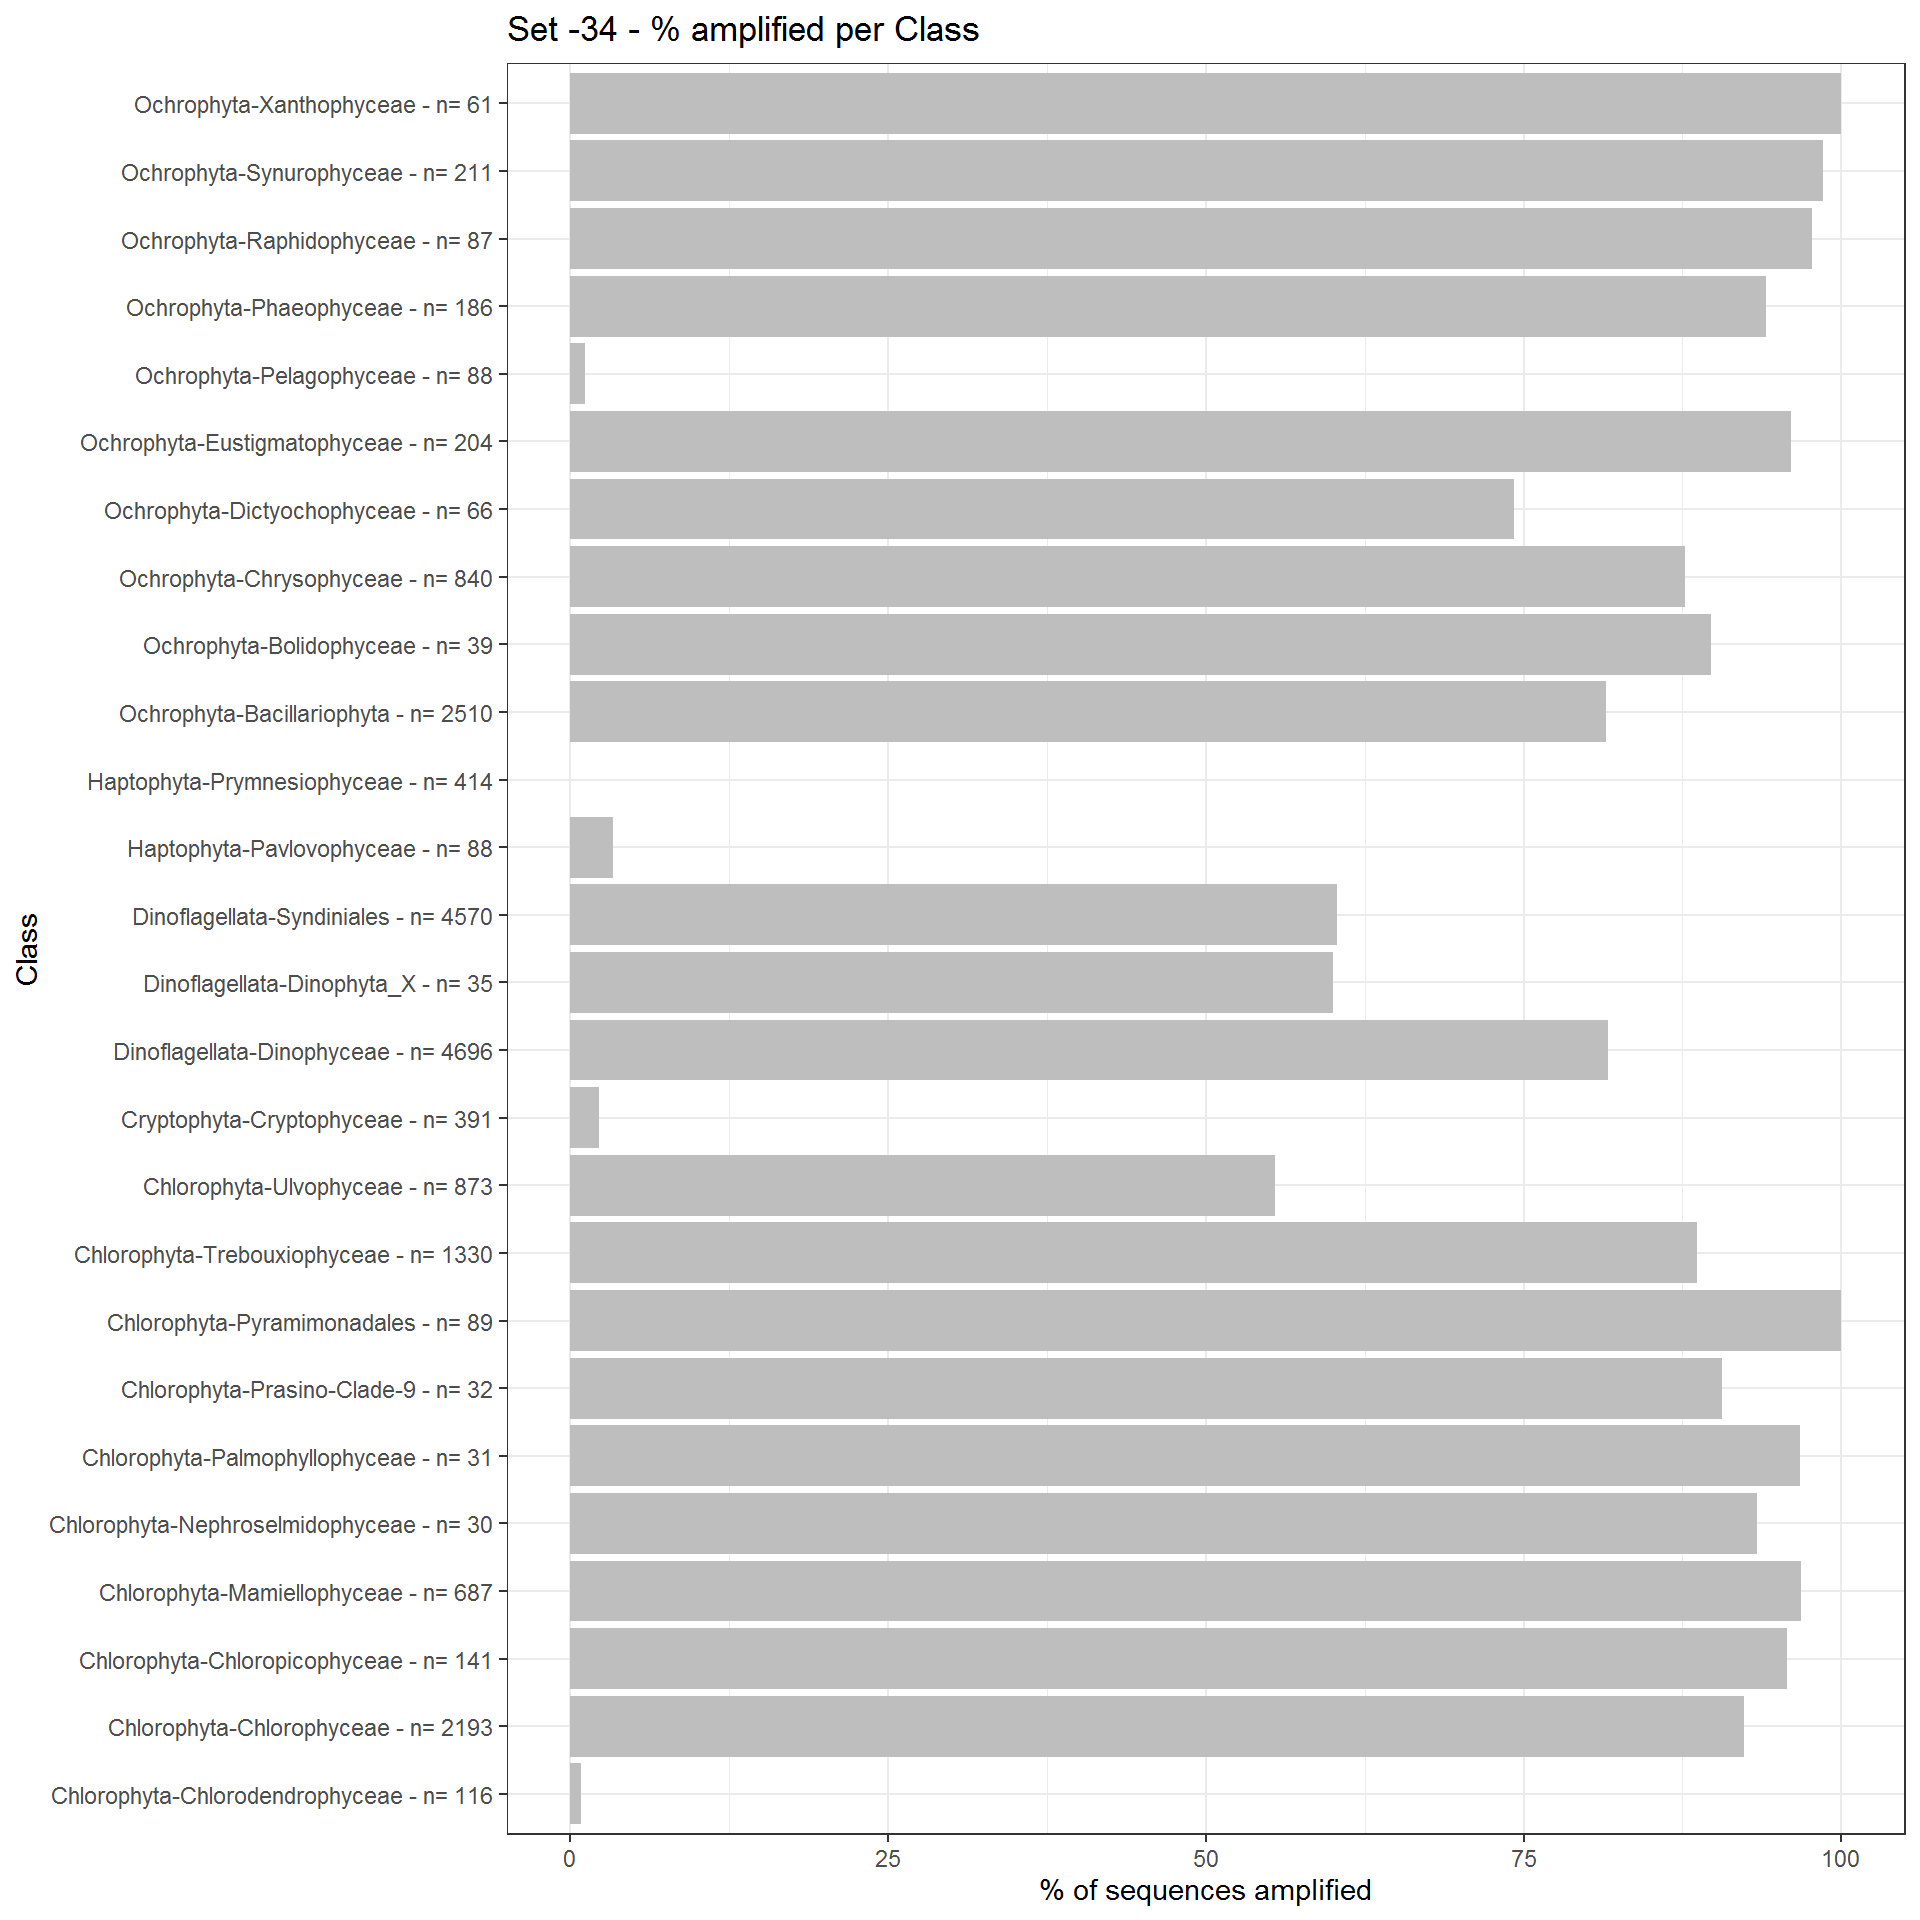 Set -34 - % amplified per Class
Ochrophyta-Xanthophyceae - n= 61
Ochrophyta-Synurophyceae - n= 211
Ochrophyta-Raphidophyceae - n= 87
Ochrophyta-Phaeophyceae - n= 186
Ochrophyta-Pelagophyceae - n= 88
Ochrophyta-Eustigmatophyceae - n= 204
Ochrophyta-Dictyochophyceae - n= 66
Ochrophyta-Chrysophyceae - n= 840
Ochrophyta-Bolidophyceae - n= 39
Ochrophyta-Bacillariophyta - n= 2510
Haptophyta-Prymnesiophyceae - n= 414
Haptophyta-Pavlovophyceae - n= 88
Dinoflagellata-Syndiniales - n= 4570
Dinoflagellata-Dinophyta_X - n= 35
Dinoflagellata-Dinophyceae - n= 4696
Cryptophyta-Cryptophyceae - n= 391
Chlorophyta-Ulvophyceae - n= 873
Chlorophyta-Trebouxiophyceae - n= 1330
Chlorophyta-Pyramimonadales - n= 89
Chlorophyta-Prasino-Clade-9 - n= 32
Chlorophyta-Palmophyllophyceae - n= 31
Chlorophyta-Nephroselmidophyceae - n= 30
Chlorophyta-Mamiellophyceae - n= 687
Chlorophyta-Chloropicophyceae - n= 141
Chlorophyta-Chlorophyceae - n= 2193
Chlorophyta-Chlorodendrophyceae - n= 116
Class
0 25 50 75 100
% of sequences amplified